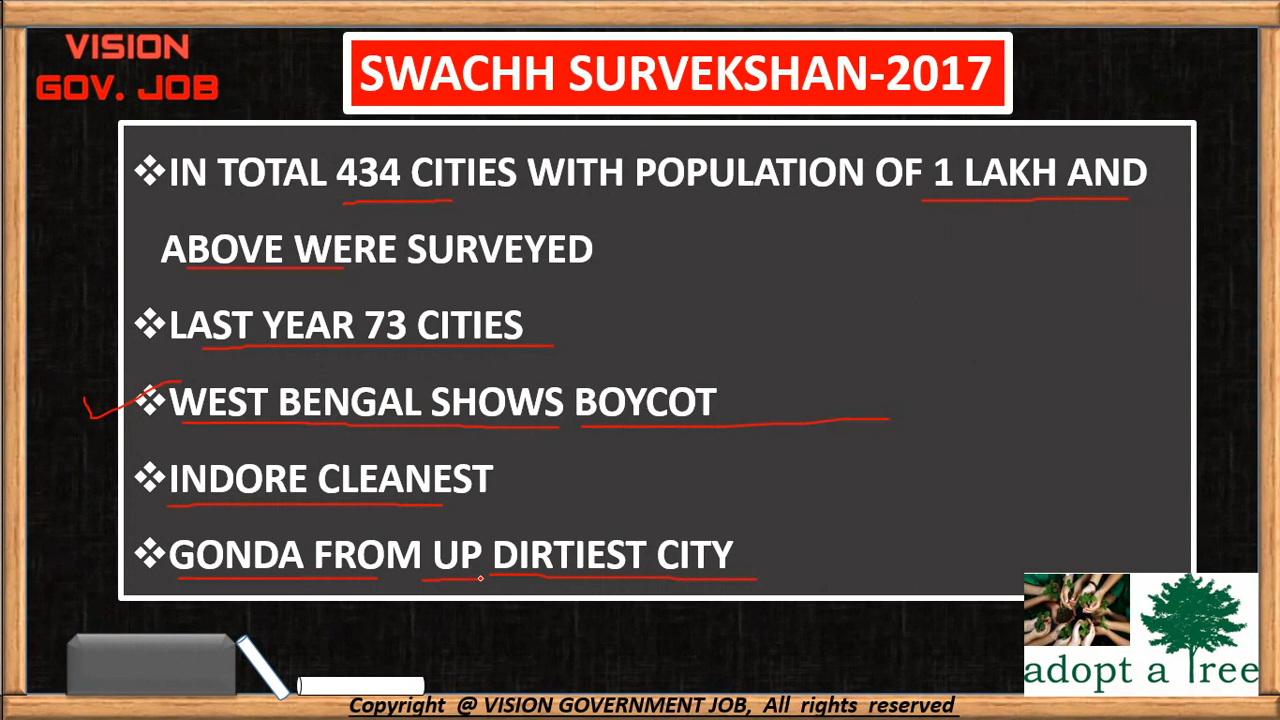 VISION
GOV. JOB
SWACHH SURVEKSHAN-2017
❖IN TOTAL 434 CITIES WITH POPULATION OF 1 LAKH AND
ABOVE WERE SURVEYED
❖LAST YEAR 73 CITIES
❖WEST BENGAL SHOWS BOYCOT
❖INDORE CLEANEST
❖GONDA FROM UP DIRTIEST CITY
adopt a Tree
Copyright @ VISION GOVERNMENT JOB, All rights reserved